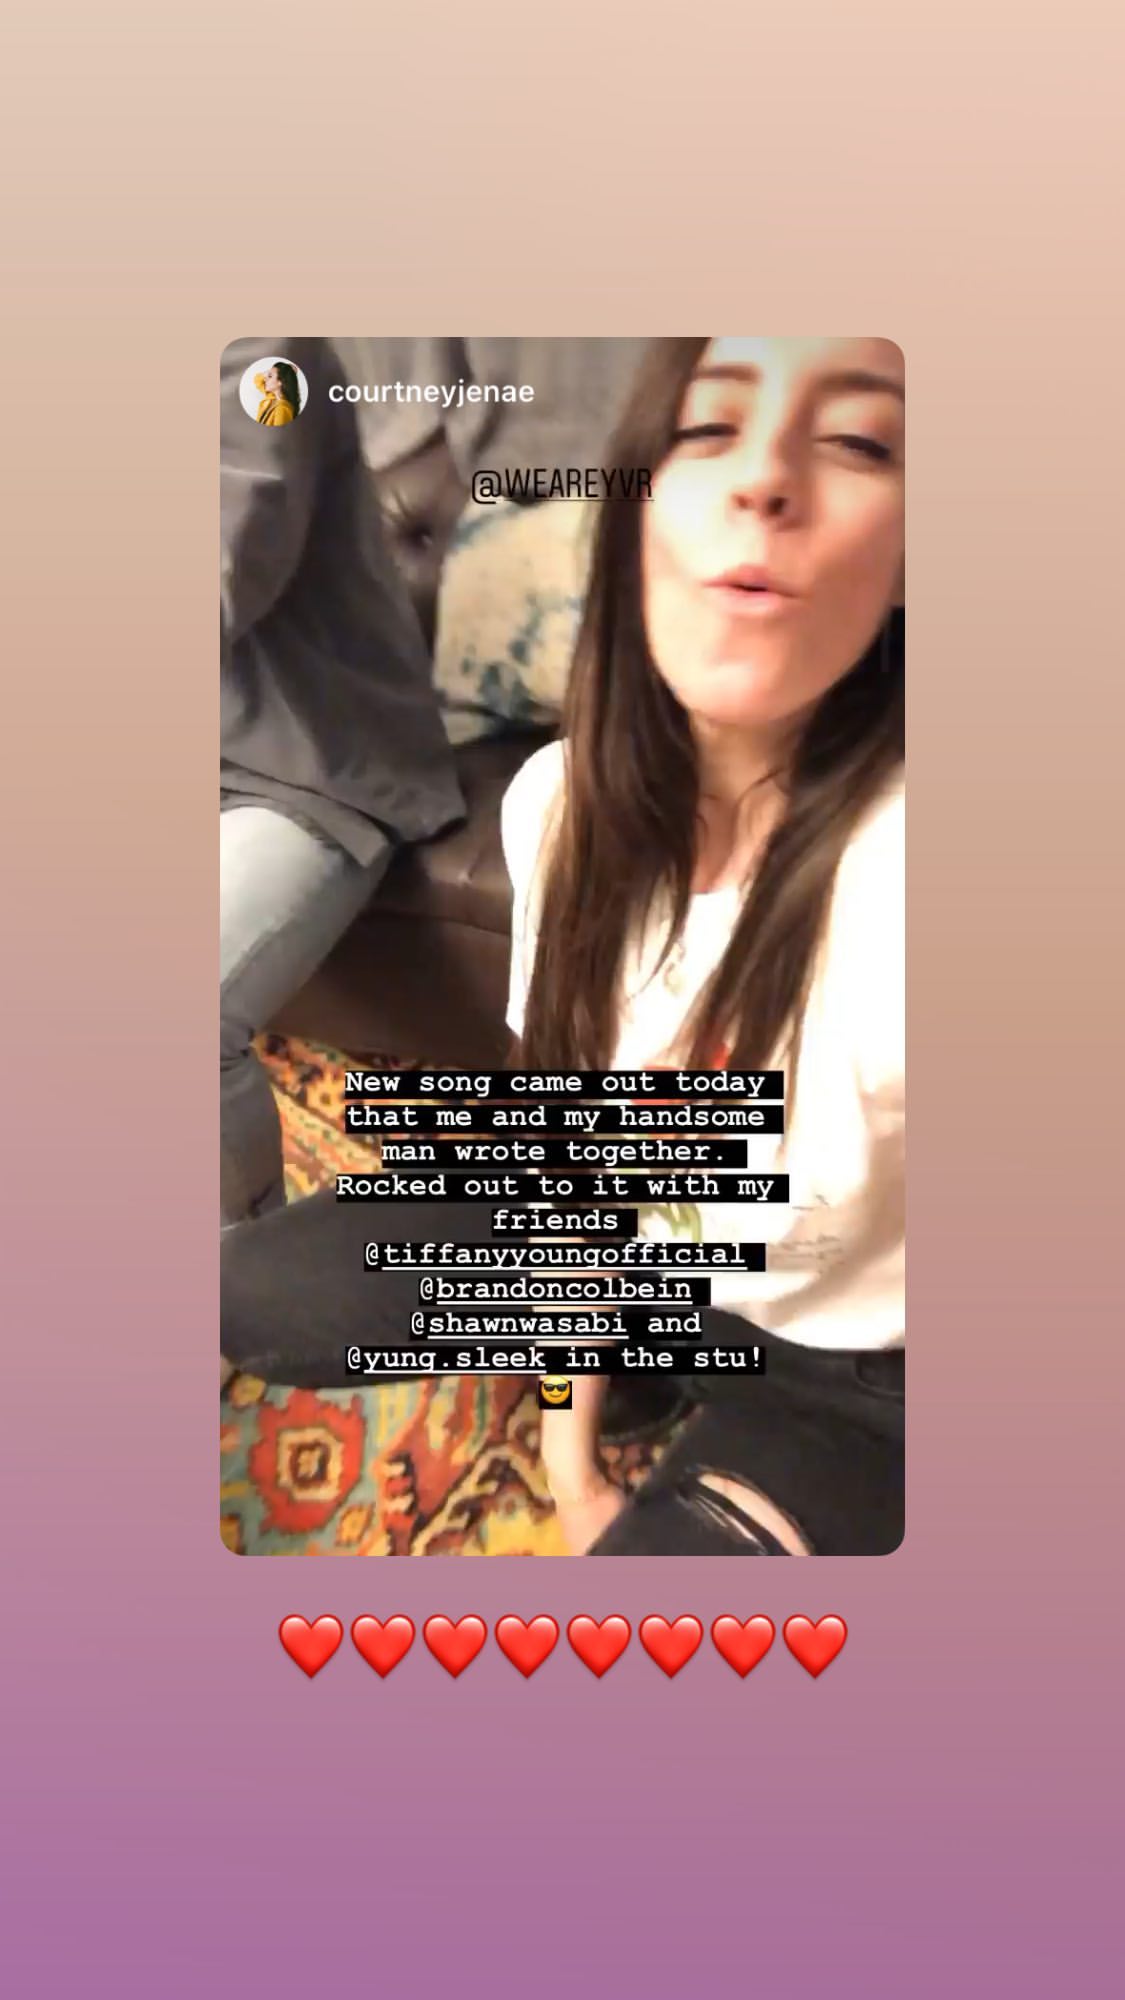 courtneyjenae
@WEAREYVR
New song came out today
that me and my handsome
man wrote together.
Rocked out to it with my
friends
@tiffanyyoungofficial
@brandoncolbein
@shawnwasabi and
@yung.sleek in the stu!
😎
❤️❤️❤️❤️❤️❤️❤️❤️